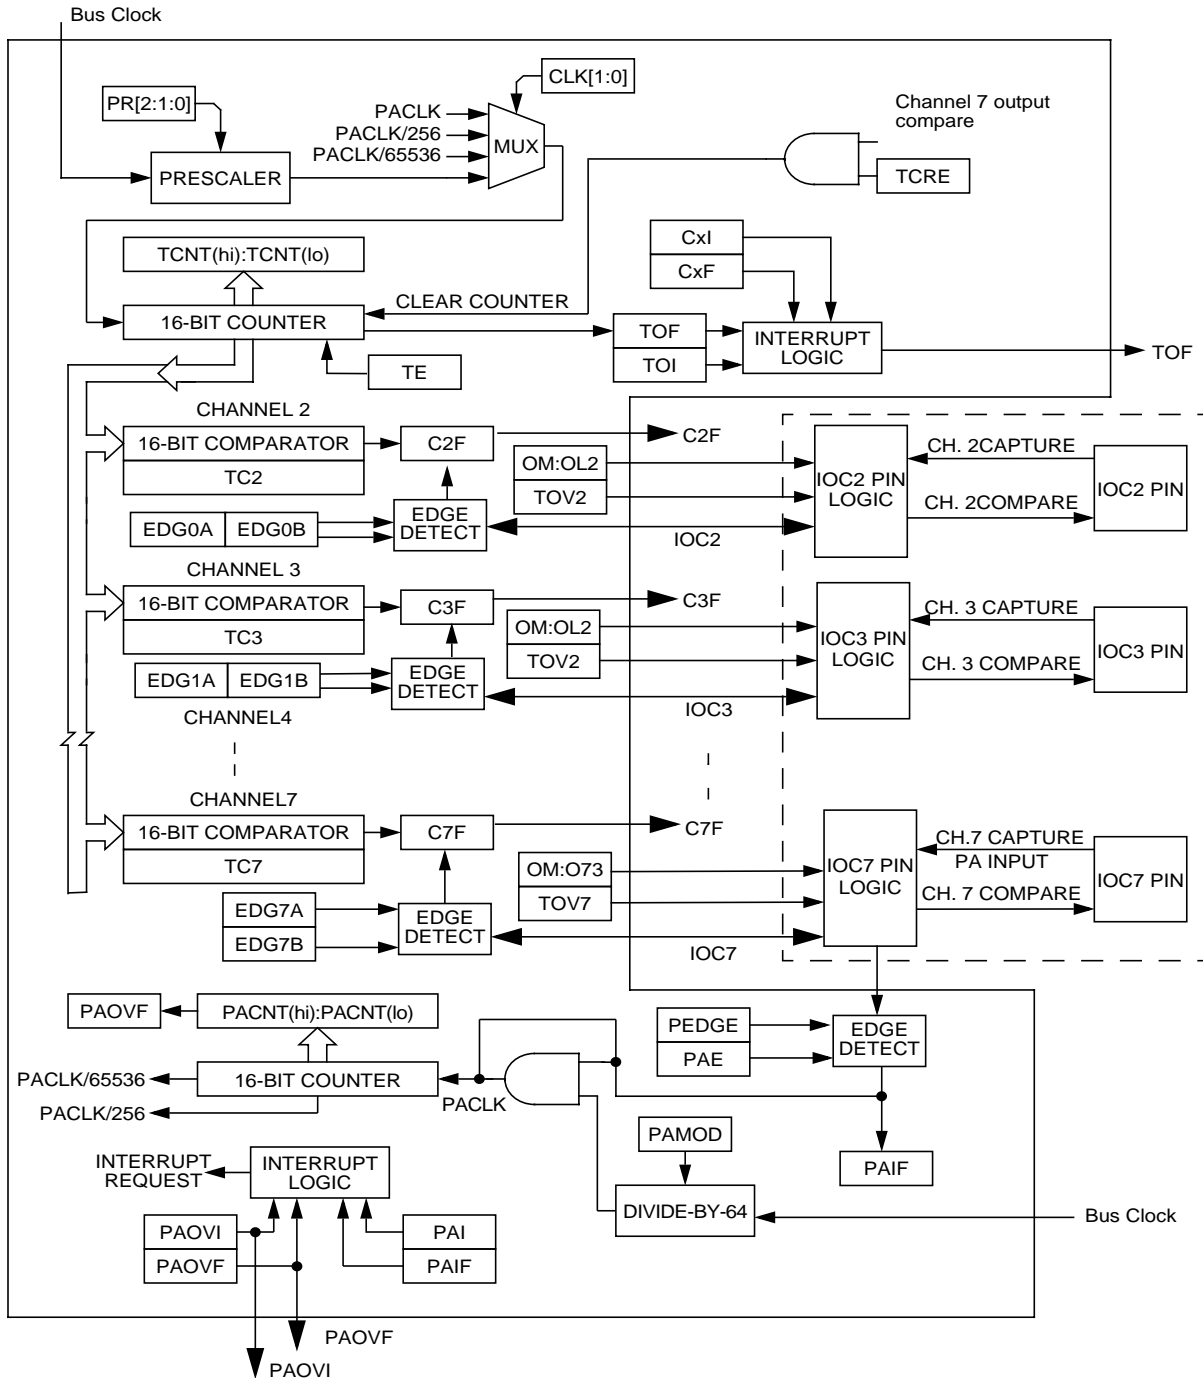 Bus Clock
CLK[1:0]
PR[2:1:0]
PACLK
PACLK/256
PACLK/65536
MUX
PRESCALER
Channel 7 output
compare
TCRE
TCNT(hi):TCNT(lo)
CxI
CxF
CLEAR COUNTER
16-BIT COUNTER
TOF
TOI
INTERRUPT
LOGIC
TOF
TE
CHANNEL 2
16-BIT COMPARATOR
TC2
C2F
C2F
OM:OL2
TOV2
IOC2 PIN
LOGIC
CH. 2CAPTURE
CH. 2COMPARE
IOC2 PIN
EDG0A
EDG0B
EDGE
DETECT
IOC2
CHANNEL 3
16-BIT COMPARATOR
TC3
C3F
C3F
OM:OL2
TOV2
IOC3 PIN
LOGIC
CH. 3 CAPTURE
CH. 3 COMPARE
IOC3 PIN
EDG1A
EDG1B
EDGE
DETECT
IOC3
CHANNEL4
CHANNEL7
16-BIT COMPARATOR
TC7
C7F
C7F
OM:O73
TOV7
IOC7 PIN
LOGIC
CH.7 CAPTURE
PA INPUT
CH. 7 COMPARE
IOC7 PIN
EDG7A
EDG7B
EDGE
DETECT
IOC7
PAOVF
PACNT(hi):PACNT(lo)
PEDGE
PAE
EDGE
DETECT
PACLK/65536
16-BIT COUNTER
PACLK
PACLK/256
PAMOD
PAIF
INTERRUPT
REQUEST
INTERRUPT
LOGIC
DIVIDE-BY-64
Bus Clock
PAOVI
PAOVF
PAI
PAIF
PAOVF
PAOVI